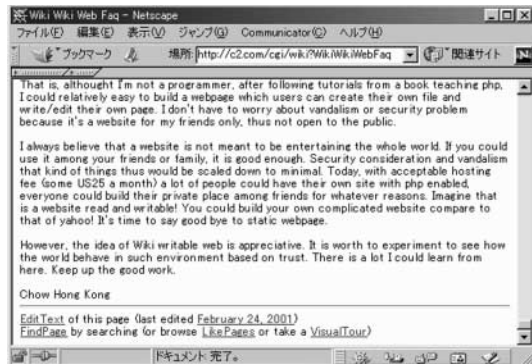 Wiki Wiki Web Faq - Netscape
ファイル(F) 編集(E) 表示(V) ジャンプ(G) Communicator(C) ヘルプ(H)
ブックマーク 場所: http://c2.com/cgi/wiki?WikiWikiWebFaq 関連サイト N
That is, althought I'm not a programmer, after following tutorials from a book teaching php,
I could relatively easy to build a webpage which users can create their own file and
write/edit their own page. I don't have to worry about vandalism or security problem
because it's a website for my friends only, thus not open to the public.
I always believe that a website is not meant to be entertaining the whole world. If you could
use it among your friends or family, it is good enough. Security consideration and vandalism
that kind of things thus would be scaled down to minimal. Today, with acceptable hosting
fee (some US25 a month) a lot of people could have their own site with php enabled,
everyone could build their private place among friends for whatever reasons. Imagine that
is a website read and writable! You could build your own complicated website compare to
that of yahoo! It's time to say good bye to static webpage.
However, the idea of Wiki writable web is appreciative. It is worth to experiment to see how
the world behave in such environment based on trust. There is a lot I could learn from
here. Keep up the good work.
Chow Hong Kong
EditText of this page (last edited February 24, 2001)
FindPage by searching (or browse LikePages or take a VisualTour)
ドキュメント: 完了。